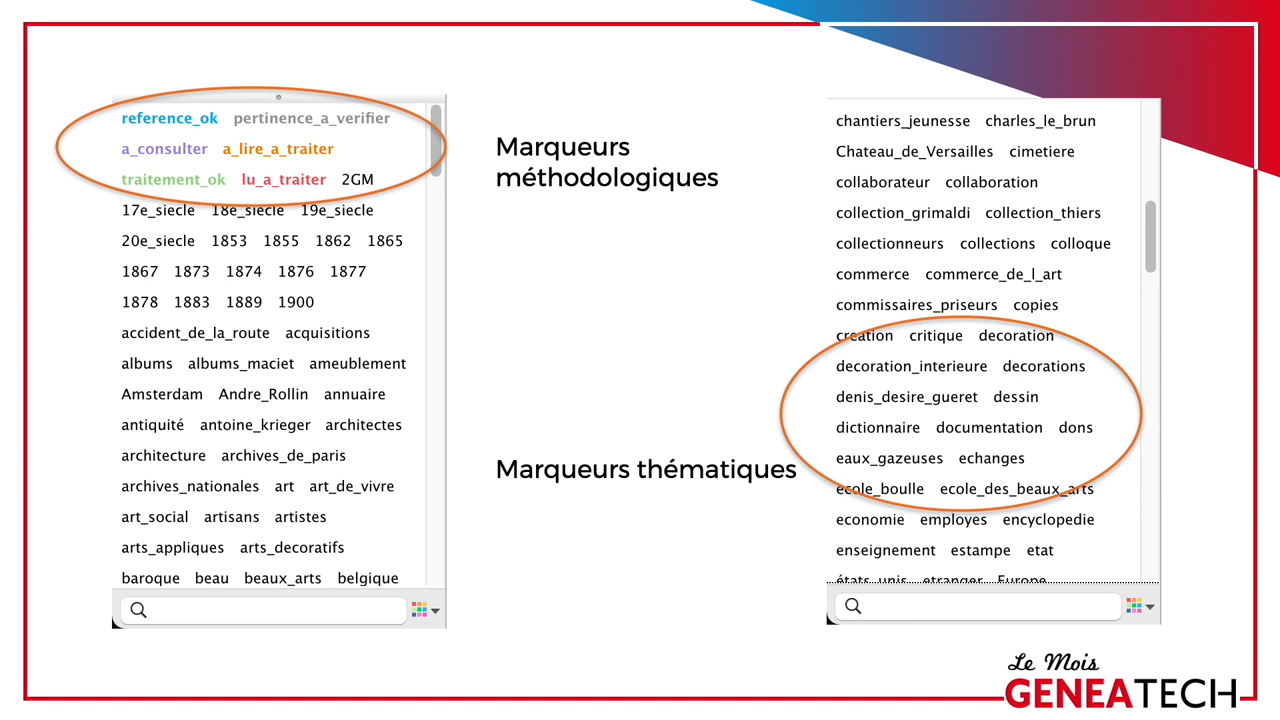 reference_ok pertinence_a_verifier
a_consulter a_lire_a_traiter
traitement_ok lu_a_traiter 2GM
17e_siecle 18e_siecle 19e_siecle
20e_siecle 1853 1855 1862 1865
1867 1873 1874 1876 1877
1878 1883 1889 1900
accident_de_la_route acquisitions
albums albums_maciet ameublement
Amsterdam Andre_Rollin annuaire
antiquité antoine_krieger architectes
architecture archives_de_paris
archives_nationales art art_de_vivre
art_social artisans artistes
arts_appliques arts_decoratifs
baroque beau beaux_arts belgique
Marqueurs
méthodologiques
Marqueurs thématiques
chantiers_jeunesse charles_le_brun
Chateau_de_Versailles cimetiere
collaborateur collaboration
collection_grimaldi collection_thiers
collectionneurs collections colloque
commerce commerce_de_l_art
commissaires_priseurs copies
creation critique decoration
decoration_interieure decorations
denis_desire_gueret dessin
dictionnaire documentation dons
eaux_gazeuses echanges
ecole_boulle ecole_des_beaux_arts
economie employes encyclopedie
enseignement estampe etat
états_unis etranger Europe
Le Mois
GENEATECH